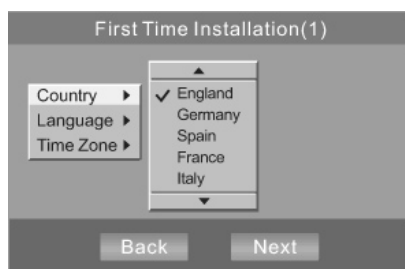 First Time Installation(1)
Country
Language
Time Zone
England
Germany
Spain
France
Italy
Back
Next